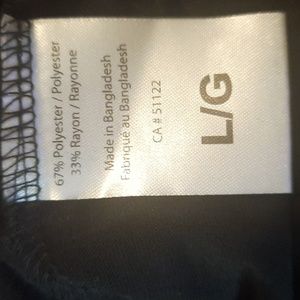 67% Polyester / Polyester
33% Rayon / Rayonne
Made in Bangladesh
Fabriqué au Bangladesh
CA # 51122
L/G